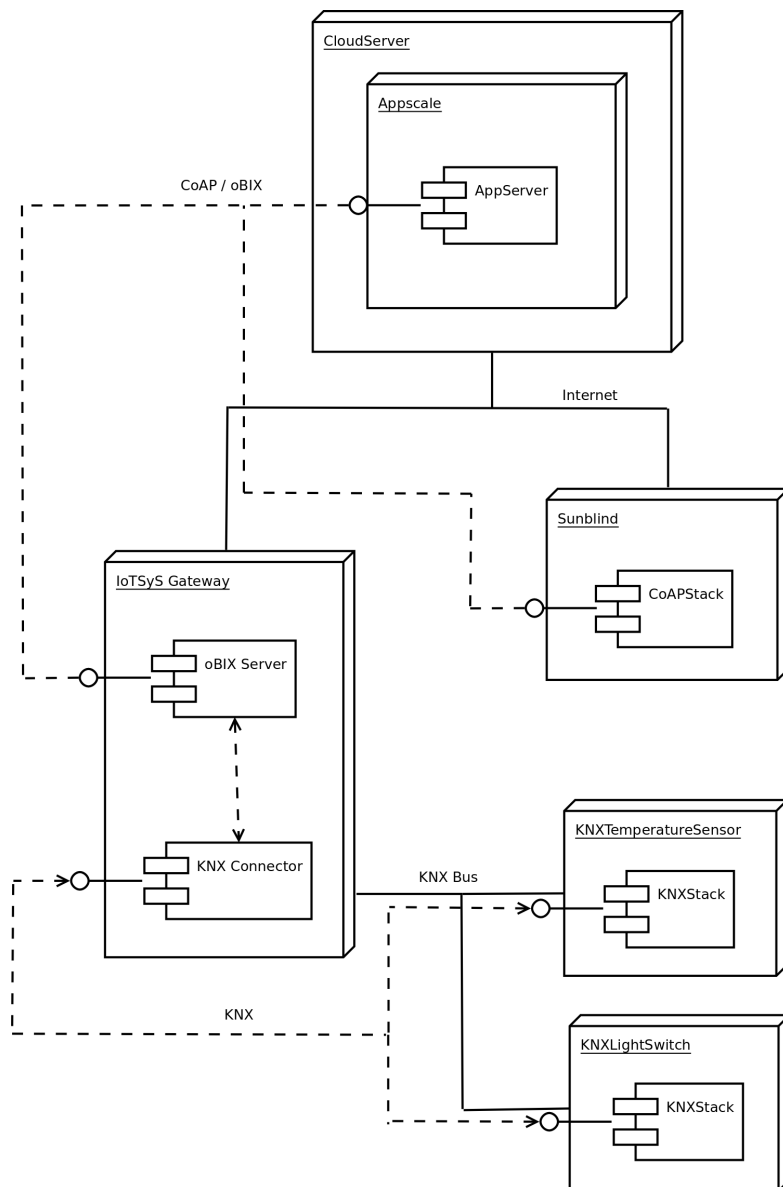 CloudServer
Appscale
CoAP / oBIX
AppServer
Internet
Sunblind
IoTSyS Gateway
CoAPStack
oBIX Server
KNXTemperatureSensor
KNX Connector
KNX Bus
KNXStack
KNX
KNXLightSwitch
KNXStack